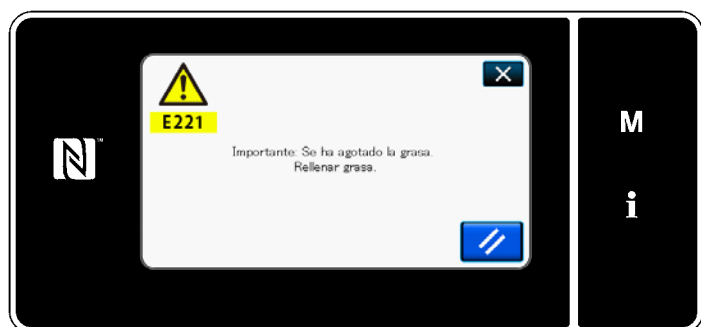 E221
Importante: Se ha agotado la grasa.
Rellenar grasa.
M
i